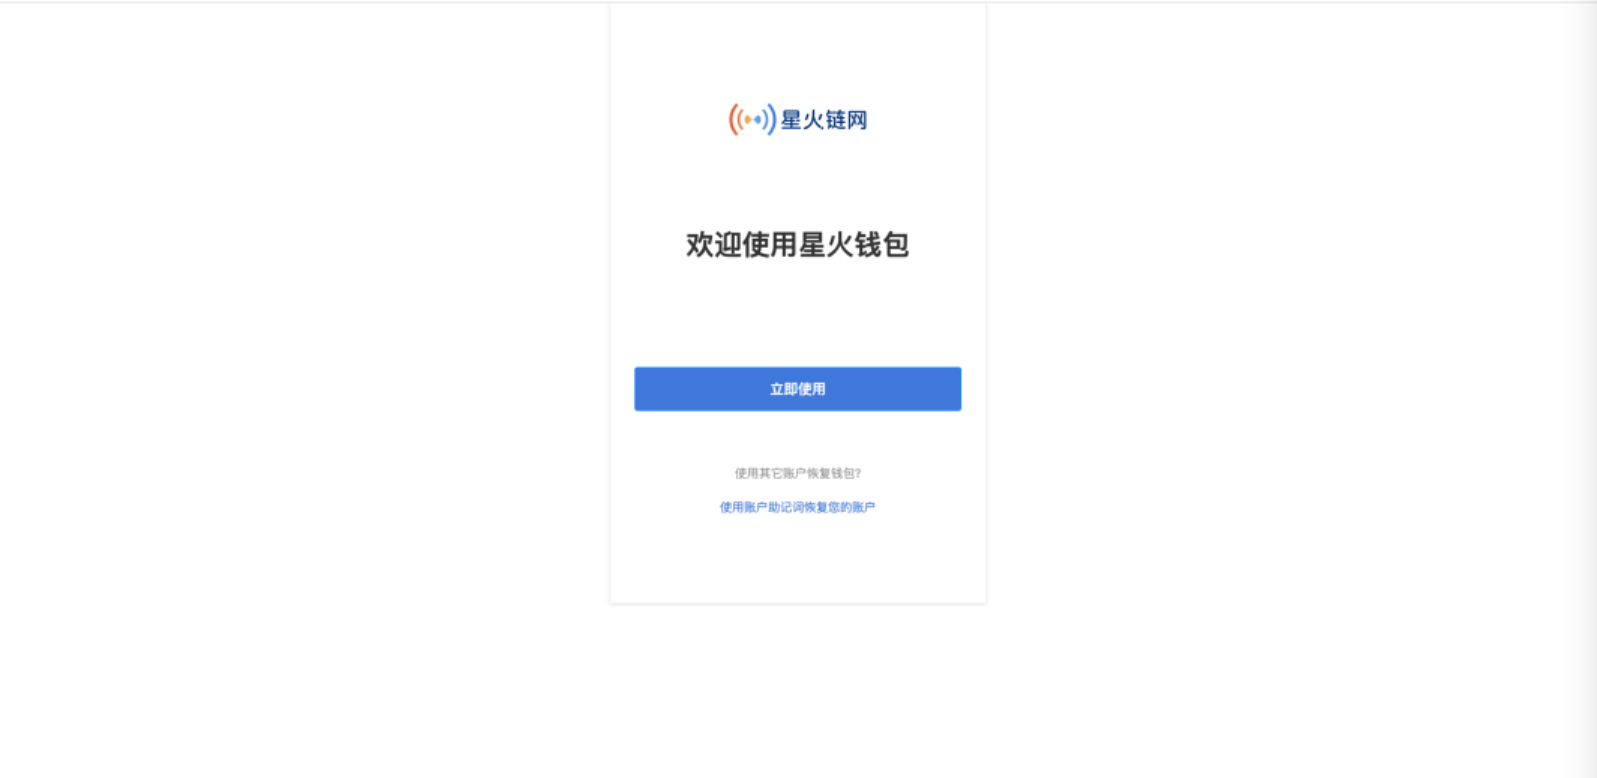 星火链网
欢迎使用星火钱包
立即使用
使用其它账户恢复钱包?
使用账户助记词恢复您的账户